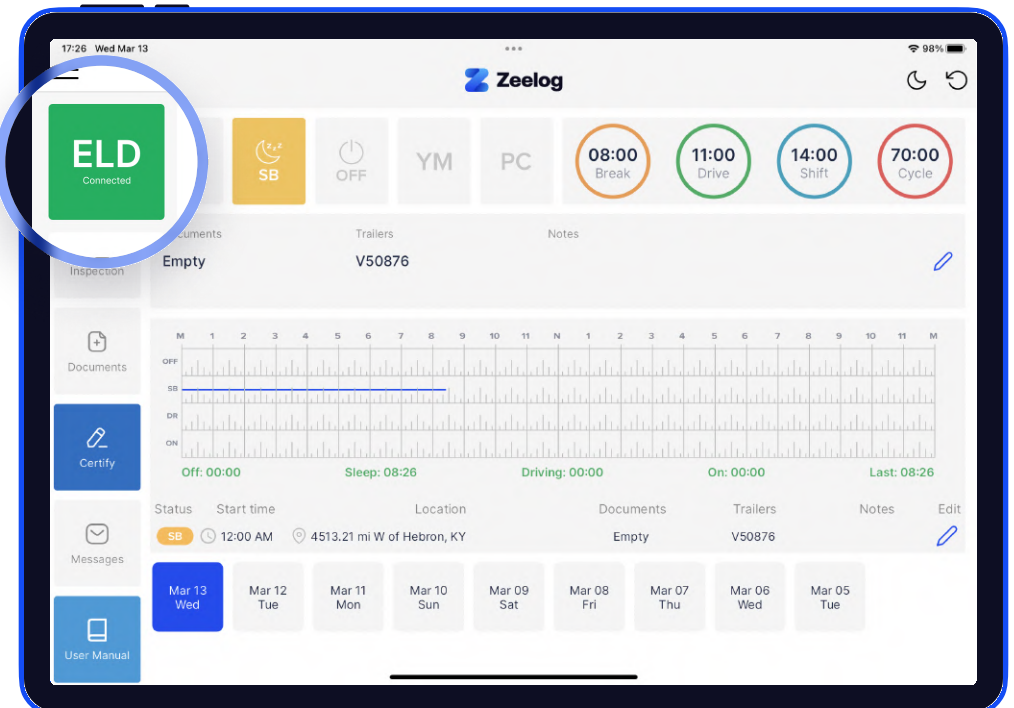 17:26 Wed Mar 13
98%
Zeelog
ELD
Connected
SB
OFF
YM
PC
08:00
Break
11:00
Drive
14:00
Shift
70:00
Cycle
Trailers
Notes
Empty
V50876
Inspection
Documents
Certify
Messages
User Manual
M 1 2 3 4 5 6 7 8 9 10 11 N 1 2 3 4 5 6 7 8 9 10 11 M
OFF
SB
DR
ON
Off: 00:00 Sleep: 08:26 Driving: 00:00 On: 00:00 Last: 08:26
Status Start time Location Documents Trailers Notes Edit
SB 12:00 AM 4513.21 mi W of Hebron, KY Empty V50876
Mar 13
Wed
Mar 12
Tue
Mar 11
Mon
Mar 10
Sun
Mar 09
Sat
Mar 08
Fri
Mar 07
Thu
Mar 06
Wed
Mar 05
Tue